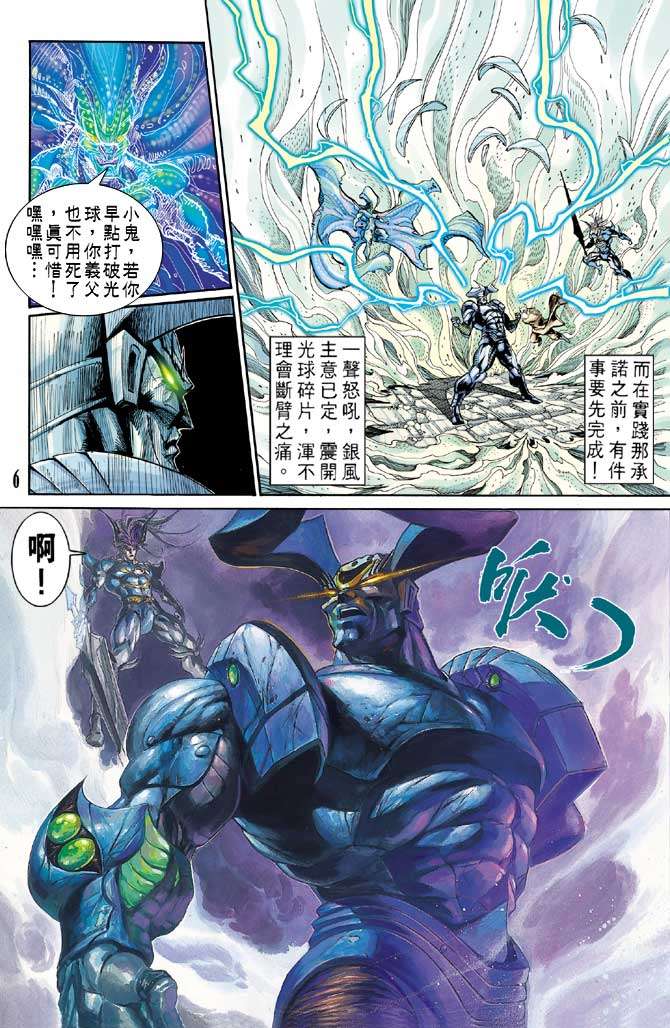 而在實踐那承
諾之前，有件
事要先完成！
一聲怒吼，銀風
主意已定，震開
光球碎片，渾不
理會斷臂之痛。
小鬼，若你
早點打破光
球，你義父
也不用死了
，眞可惜！
嘿嘿嘿…
6
吠
啊！